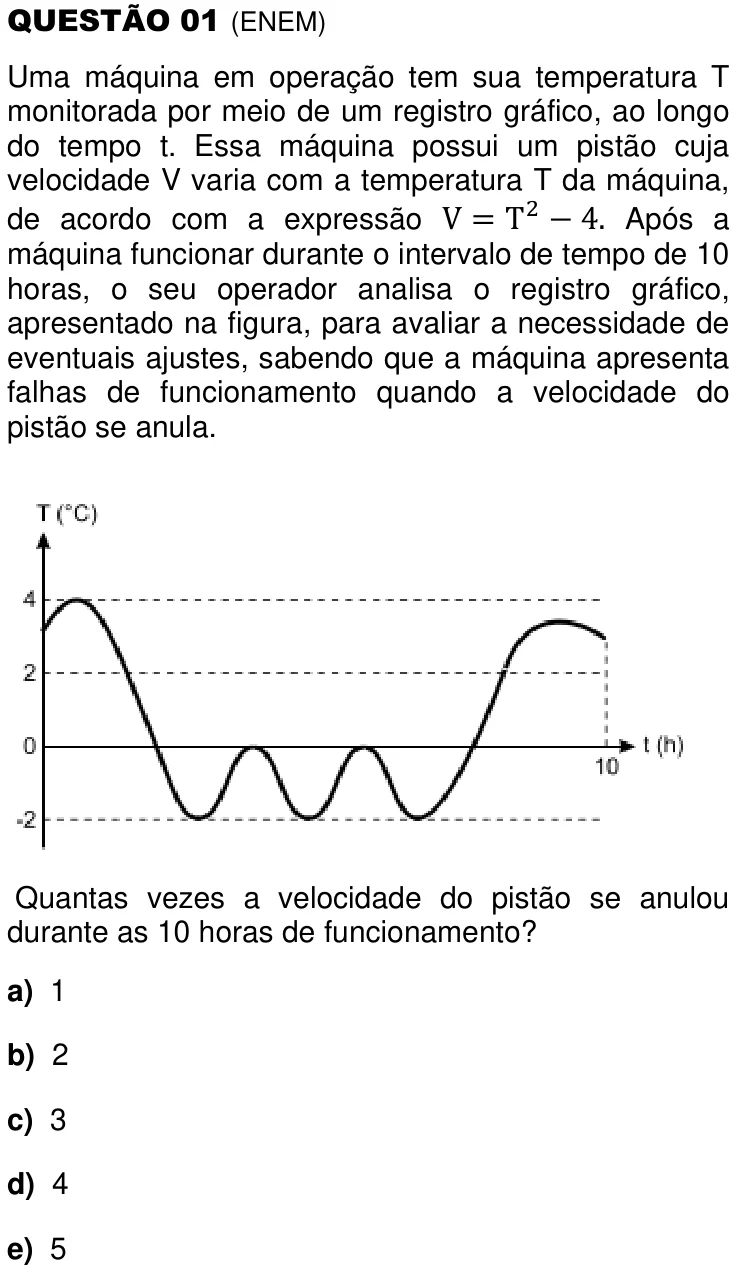 QUESTÃO 01 (ENEM)
Uma máquina em operação tem sua temperatura T
monitorada por meio de um registro gráfico, ao longo
do tempo t. Essa máquina possui um pistão cuja
velocidade V varia com a temperatura T da máquina,
de acordo com a expressão V = T² − 4. Após a
máquina funcionar durante o intervalo de tempo de 10
horas, o seu operador analisa o registro gráfico,
apresentado na figura, para avaliar a necessidade de
eventuais ajustes, sabendo que a máquina apresenta
falhas de funcionamento quando a velocidade do
pistão se anula.
T (°C)
4
2
0
t (h)
10
-2
Quantas vezes a velocidade do pistão se anulou
durante as 10 horas de funcionamento?
a) 1
b) 2
c) 3
d) 4
e) 5